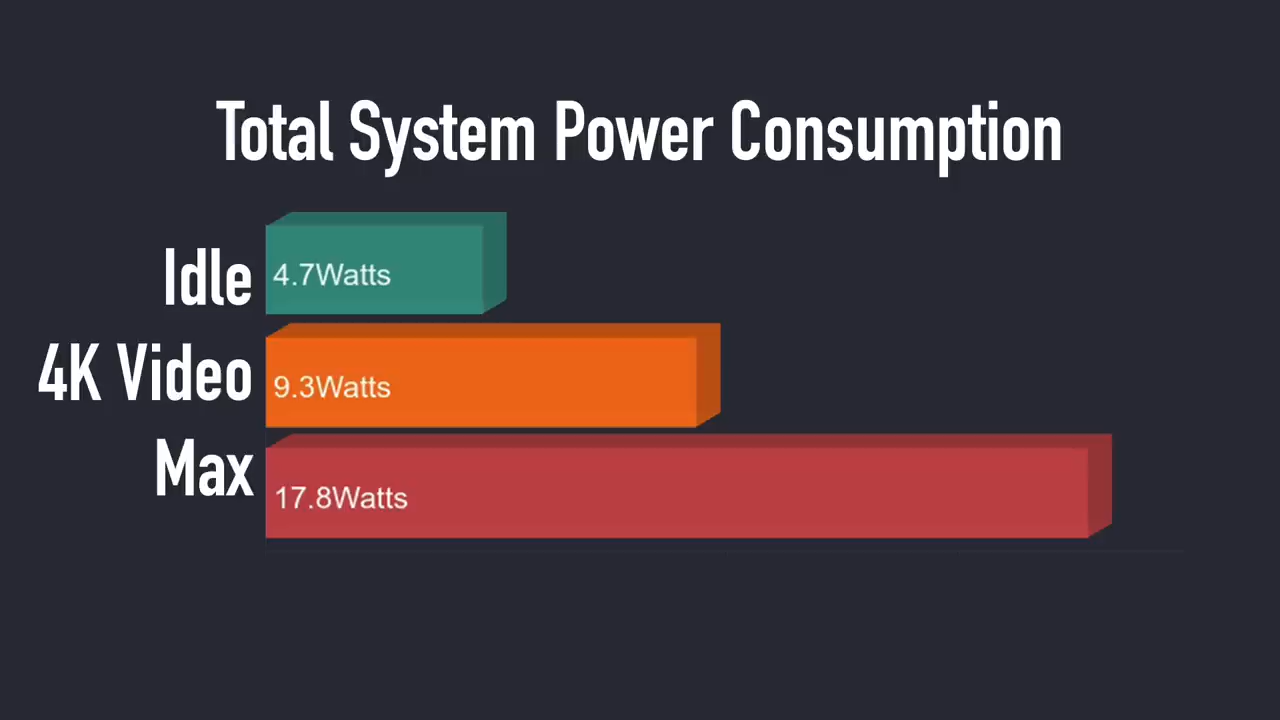 Total System Power Consumption
Idle
4.7Watts
4K Video
9.3Watts
Max
17.8Watts